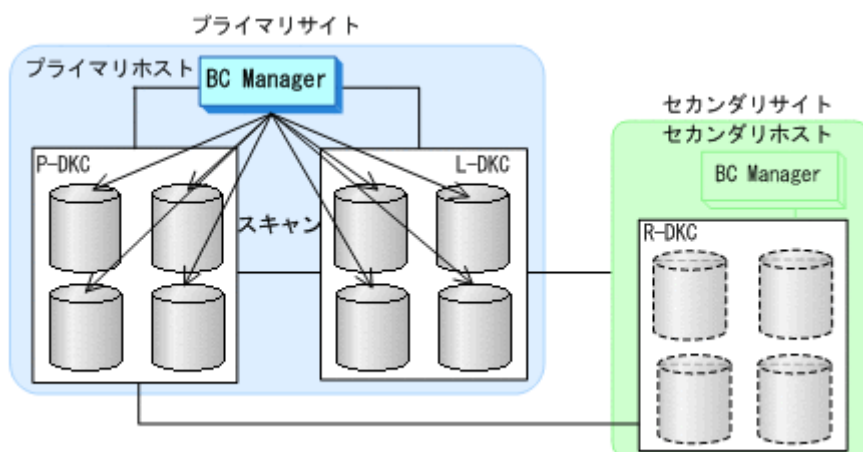 プライマリサイト
プライマリホスト
BC Manager
セカンダリサイト
セカンダリホスト
BC Manager
P-DKC
L-DKC
スキャン
R-DKC